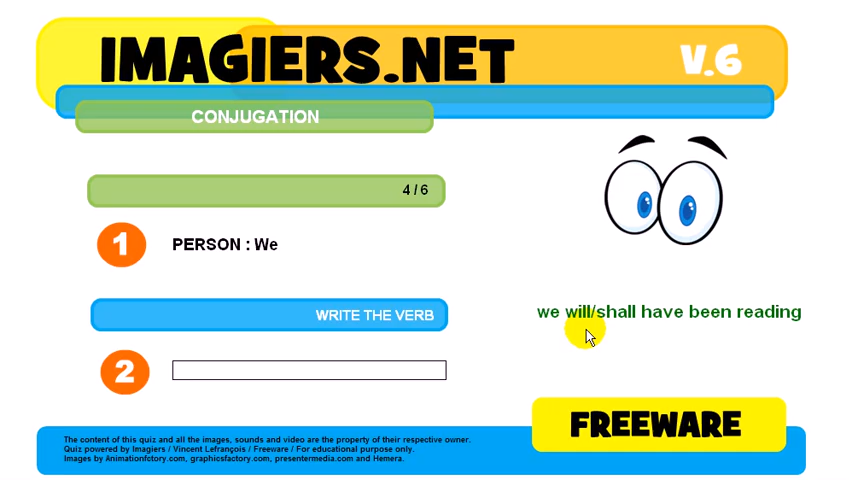 IMAGIERS.NET
V.6
CONJUGATION
4 / 6
1
PERSON : We
we will/shall have been reading
WRITE THE VERB
2
FREEWARE
The content of this quiz and all the images, sounds and video are the property of their respective owner.
Quiz powered by Imagiers / Vincent Lefrançois / Freeware / For educational purpose only.
Images by Animationfctory.com, graphicsfactory.com, presentermedia.com and Hemera.